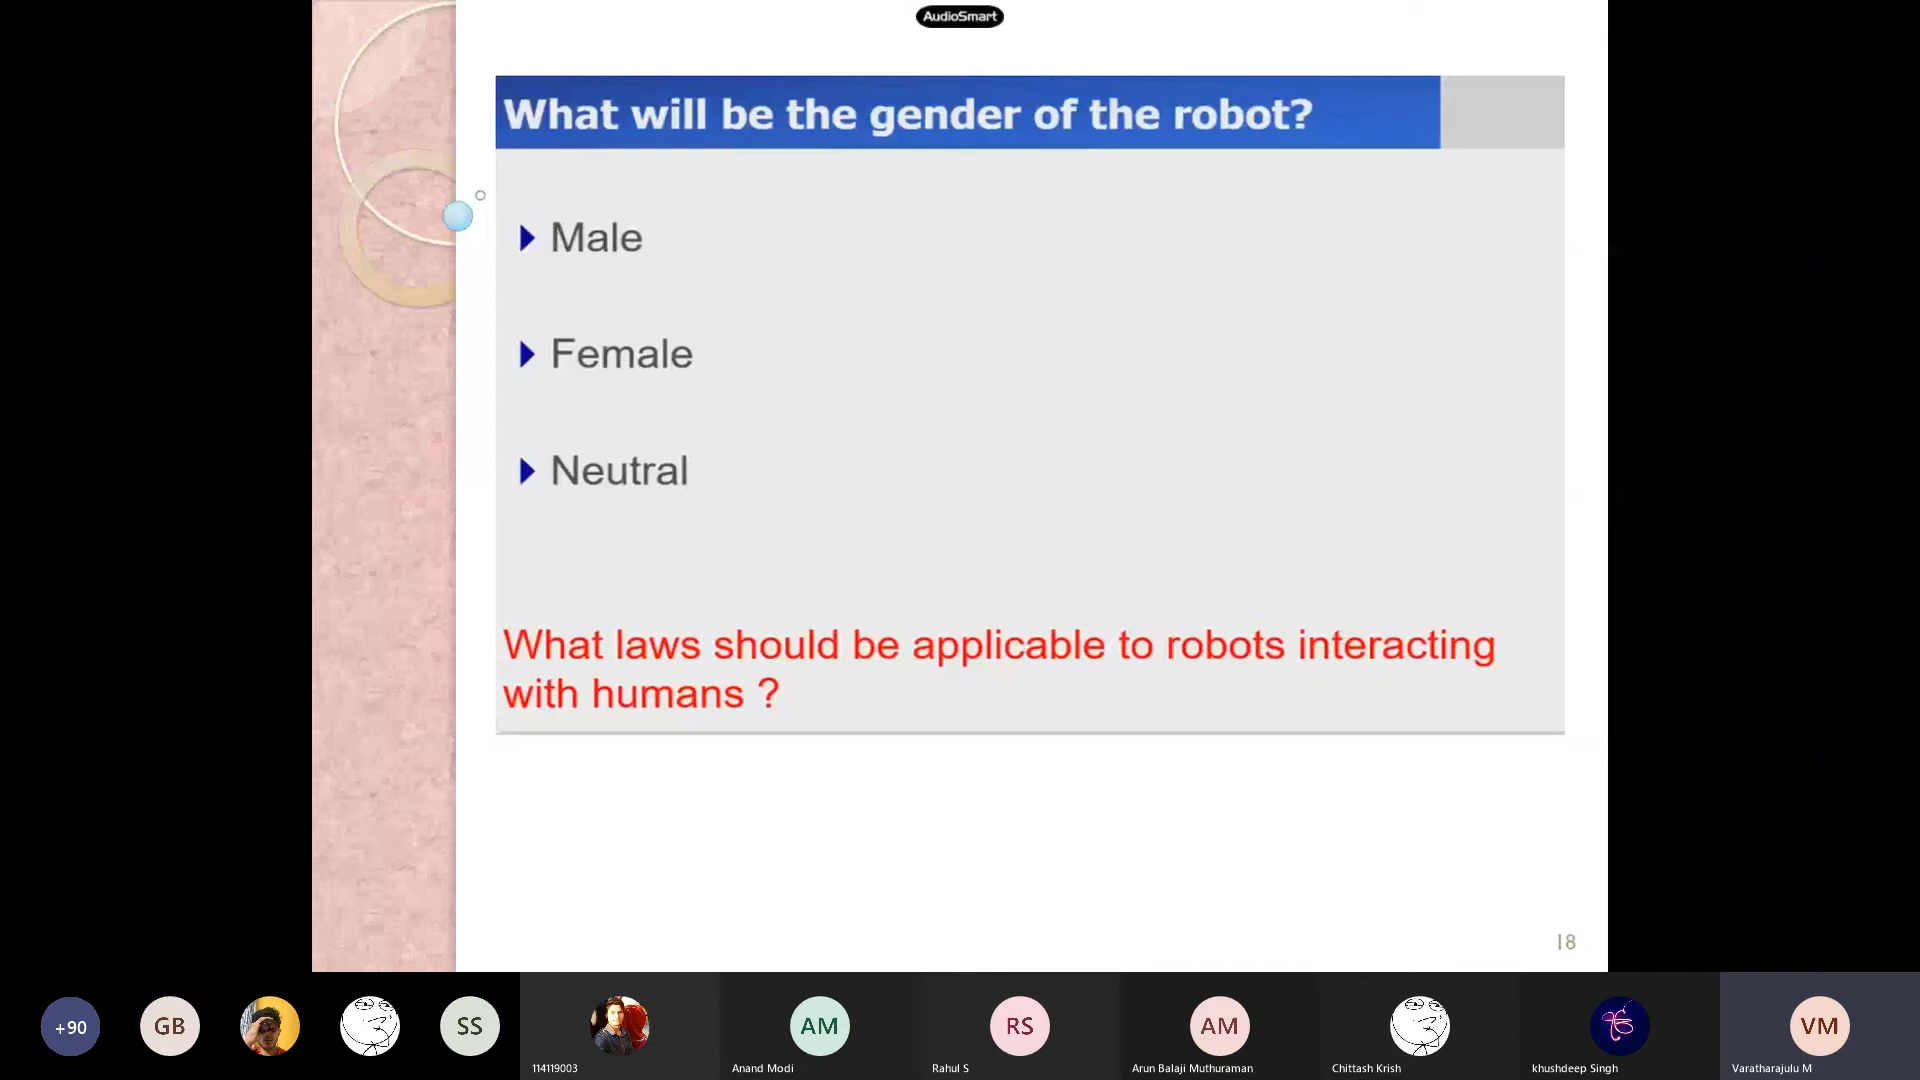 AudioSmart
What will be the gender of the robot?
Male
Female
Neutral
What laws should be applicable to robots interacting
with humans ?
18
+90
GB
SS
AM
RS
AM
VM
114119003
Anand Modi
Rahul S
Arun Balaji Muthuraman
Chittash Krish
khushdeep Singh
Varatharajulu M